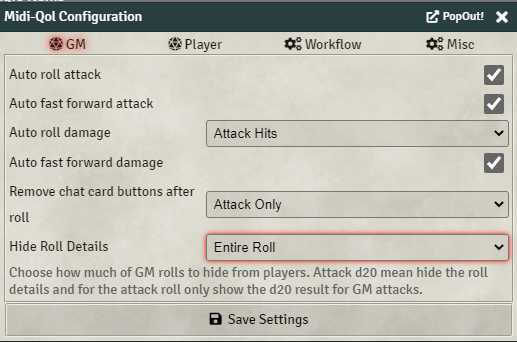 Midi-Qol Configuration PopOut!
GM Player Workflow Misc
Auto roll attack
Auto fast forward attack
Auto roll damage Attack Hits
Auto fast forward damage
Remove chat card buttons after
roll Attack Only
Hide Roll Details Entire Roll
Choose how much of GM rolls to hide from players. Attack d20 mean hide the roll
details and for the attack roll only show the d20 result for GM attacks.
Save Settings